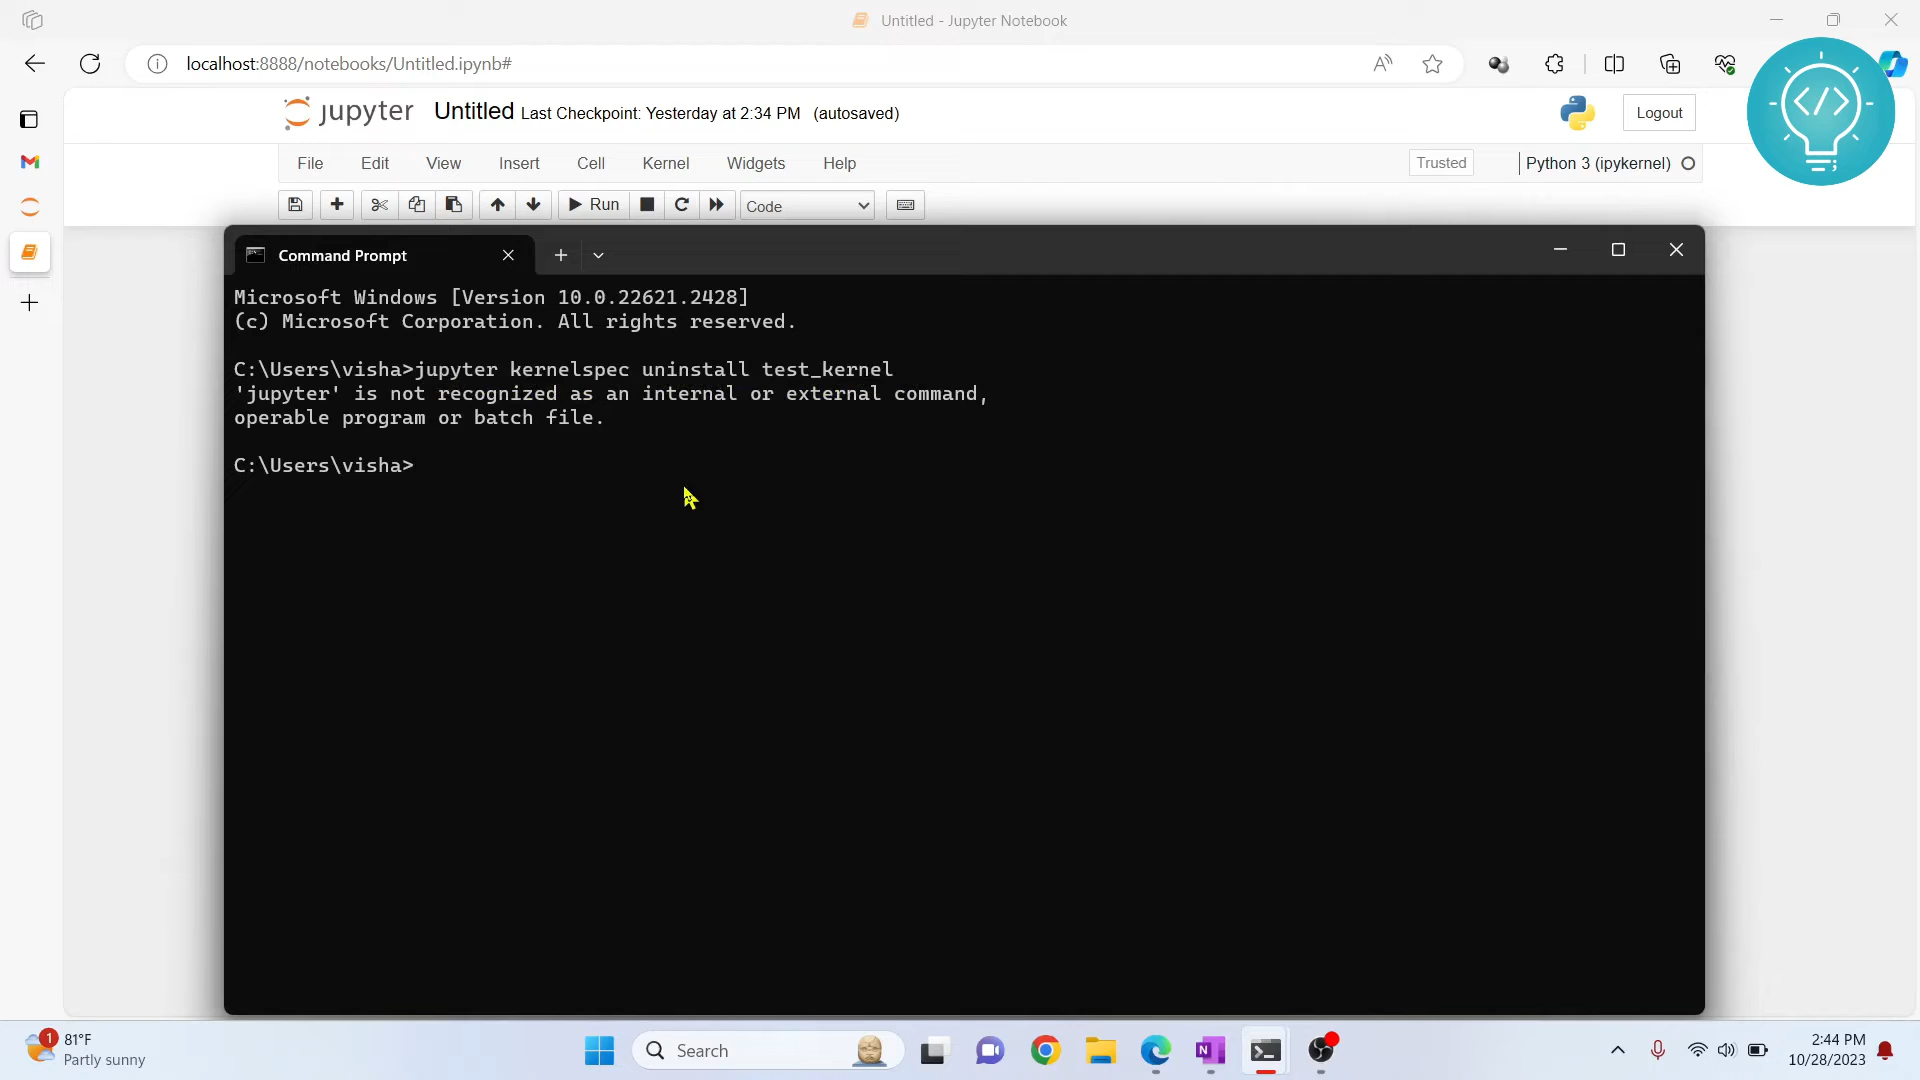 Untitled - Jupyter Notebook
localhost:8888/notebooks/Untitled.ipynb#
jupyter Untitled Last Checkpoint: Yesterday at 2:34 PM (autosaved)
Logout
File Edit View Insert Cell Kernel Widgets Help
Trusted
Python 3 (ipykernel)
Run
Code
Command Prompt
Microsoft Windows [Version 10.0.22621.2428]
(c) Microsoft Corporation. All rights reserved.
C:\Users\visha>jupyter kernelspec uninstall test_kernel
'jupyter' is not recognized as an internal or external command,
operable program or batch file.
C:\Users\visha>
1
81°F
Partly sunny
Search
2:44 PM
10/28/2023